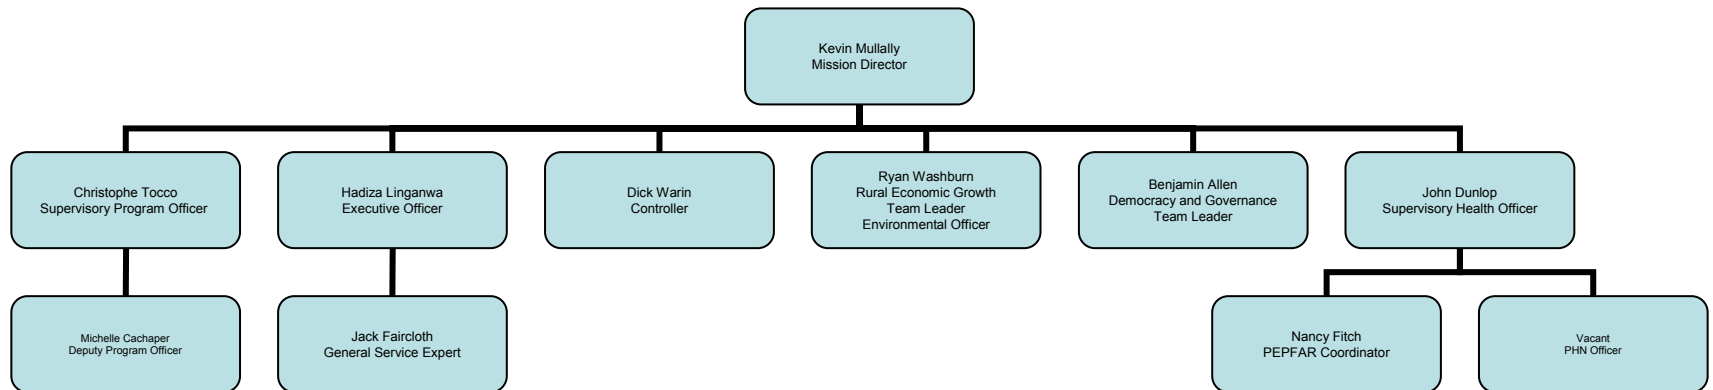 Kevin Mullally
Mission Director
Christophe Tocco
Supervisory Program Officer
Hadiza Linganwa
Executive Officer
Dick Warin
Controller
Ryan Washburn
Rural Economic Growth
Team Leader
Environmental Officer
Benjamin Allen
Democracy and Governance
Team Leader
John Dunlop
Supervisory Health Officer
Michelle Cachaper
Deputy Program Officer
Jack Faircloth
General Service Expert
Nancy Fitch
PEPFAR Coordinator
Vacant
PHN Officer